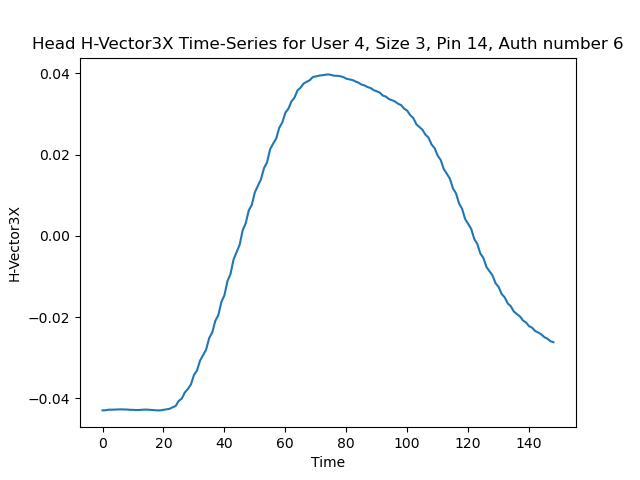 Head H-Vector3X Time-Series for User 4, Size 3, Pin 14, Auth number 6
0.04
0.02
0.00
−0.02
−0.04
H-Vector3X
0 20 40 60 80 100 120 140
Time